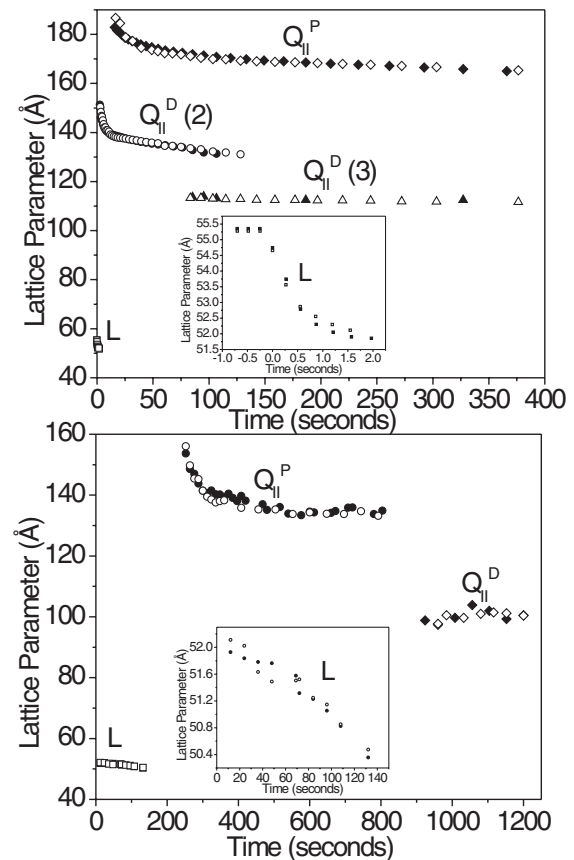 Lattice Parameter (Å)
180
160
140
120
100
80
60
40
Q_II^P
Q_II^D (2)
Q_II^D (3)
L
Lattice Parameter (Å)
55.5
55.0
54.5
54.0
53.5
53.0
52.5
52.0
51.5
L
-1.0 -0.5 0.0 0.5 1.0 1.5 2.0
Time (seconds)
0 50 100 150 200 250 300 350 400
Time (seconds)
Lattice Parameter (Å)
160
140
120
100
80
60
40
Q_II^P
Q_II^D
L
Lattice Parameter (Å)
52.0
51.6
51.2
50.8
50.4
L
0 20 40 60 80 100 120 140
Time (seconds)
0 200 400 600 800 1000 1200
Time (seconds)